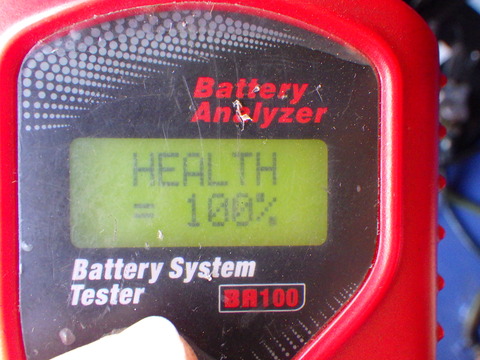 Battery
Analyzer
HEALTH
= 100%
Battery System
Tester
BA100